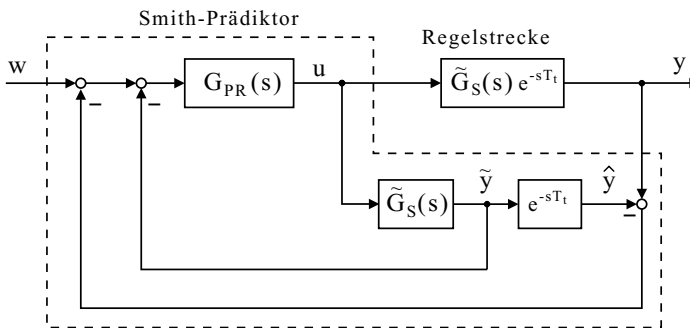 Smith-Prädiktor
Regelstrecke
w
u
y
G_PR(s)
G̃_S(s) e^{-sT_t}
G̃_S(s)
ỹ
e^{-sT_t}
ŷ